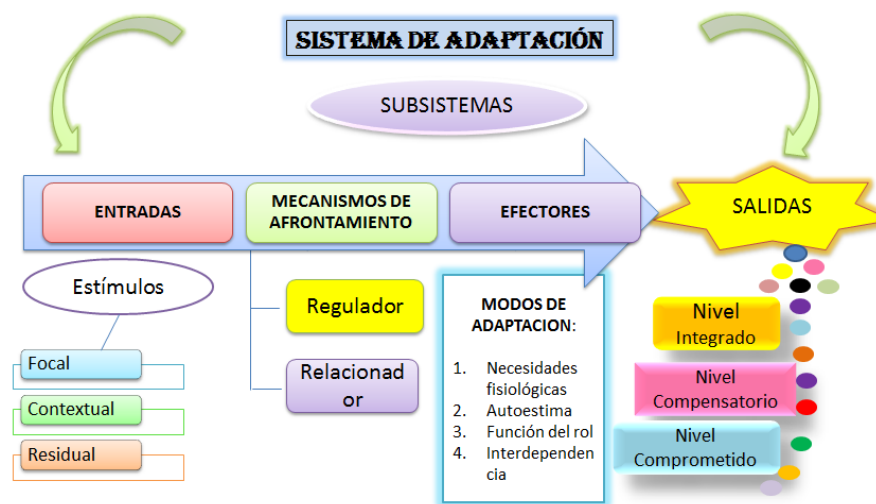 SISTEMA DE ADAPTACIÓN
SUBSISTEMAS
ENTRADAS
MECANISMOS DE
AFRONTAMIENTO
EFECTORES
SALIDAS
Estímulos
Focal
Contextual
Residual
Regulador
Relacionad
or
MODOS DE
ADAPTACION:
1. Necesidades
fisiológicas
2. Autoestima
3. Función del rol
4. Interdependen
cia
Nivel
Integrado
Nivel
Compensatorio
Nivel
Comprometido